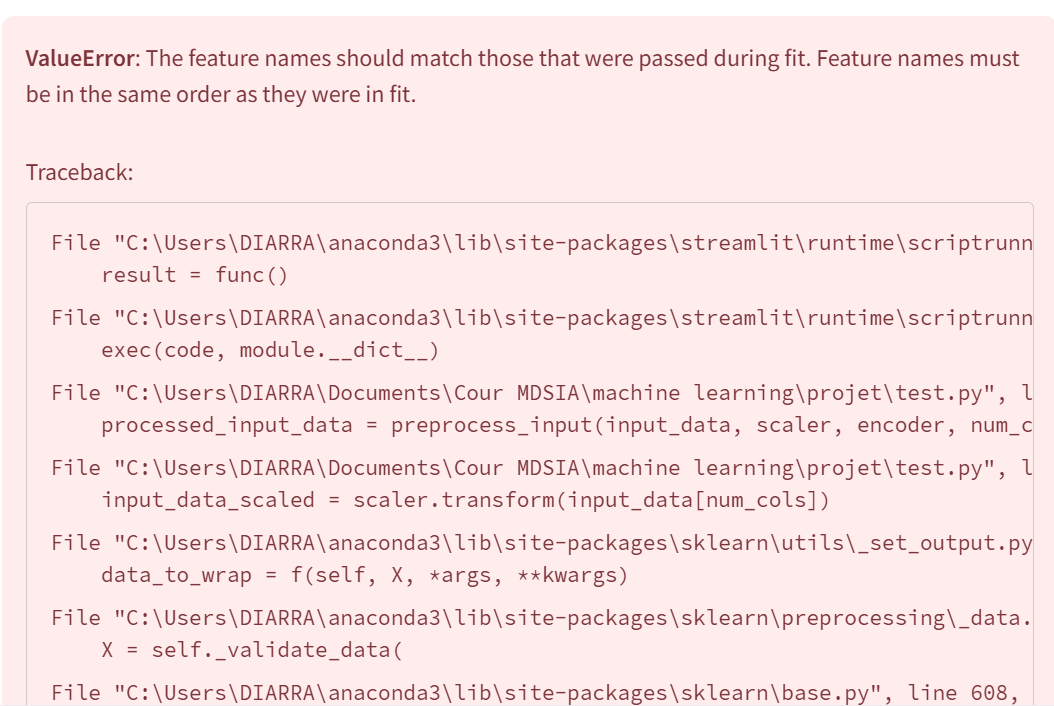 ValueError: The feature names should match those that were passed during fit. Feature names must
be in the same order as they were in fit.
Traceback:
File "C:\Users\DIARRA\anaconda3\lib\site-packages\streamlit\runtime\scriptrunn
result = func()
File "C:\Users\DIARRA\anaconda3\lib\site-packages\streamlit\runtime\scriptrunn
exec(code, module.__dict__)
File "C:\Users\DIARRA\Documents\Cour MDSIA\machine learning\projet\test.py", l
processed_input_data = preprocess_input(input_data, scaler, encoder, num_c
File "C:\Users\DIARRA\Documents\Cour MDSIA\machine learning\projet\test.py", l
input_data_scaled = scaler.transform(input_data[num_cols])
File "C:\Users\DIARRA\anaconda3\lib\site-packages\sklearn\utils\_set_output.py
data_to_wrap = f(self, X, *args, **kwargs)
File "C:\Users\DIARRA\anaconda3\lib\site-packages\sklearn\preprocessing\_data.
X = self._validate_data(
File "C:\Users\DIARRA\anaconda3\lib\site-packages\sklearn\base.py", line 608,